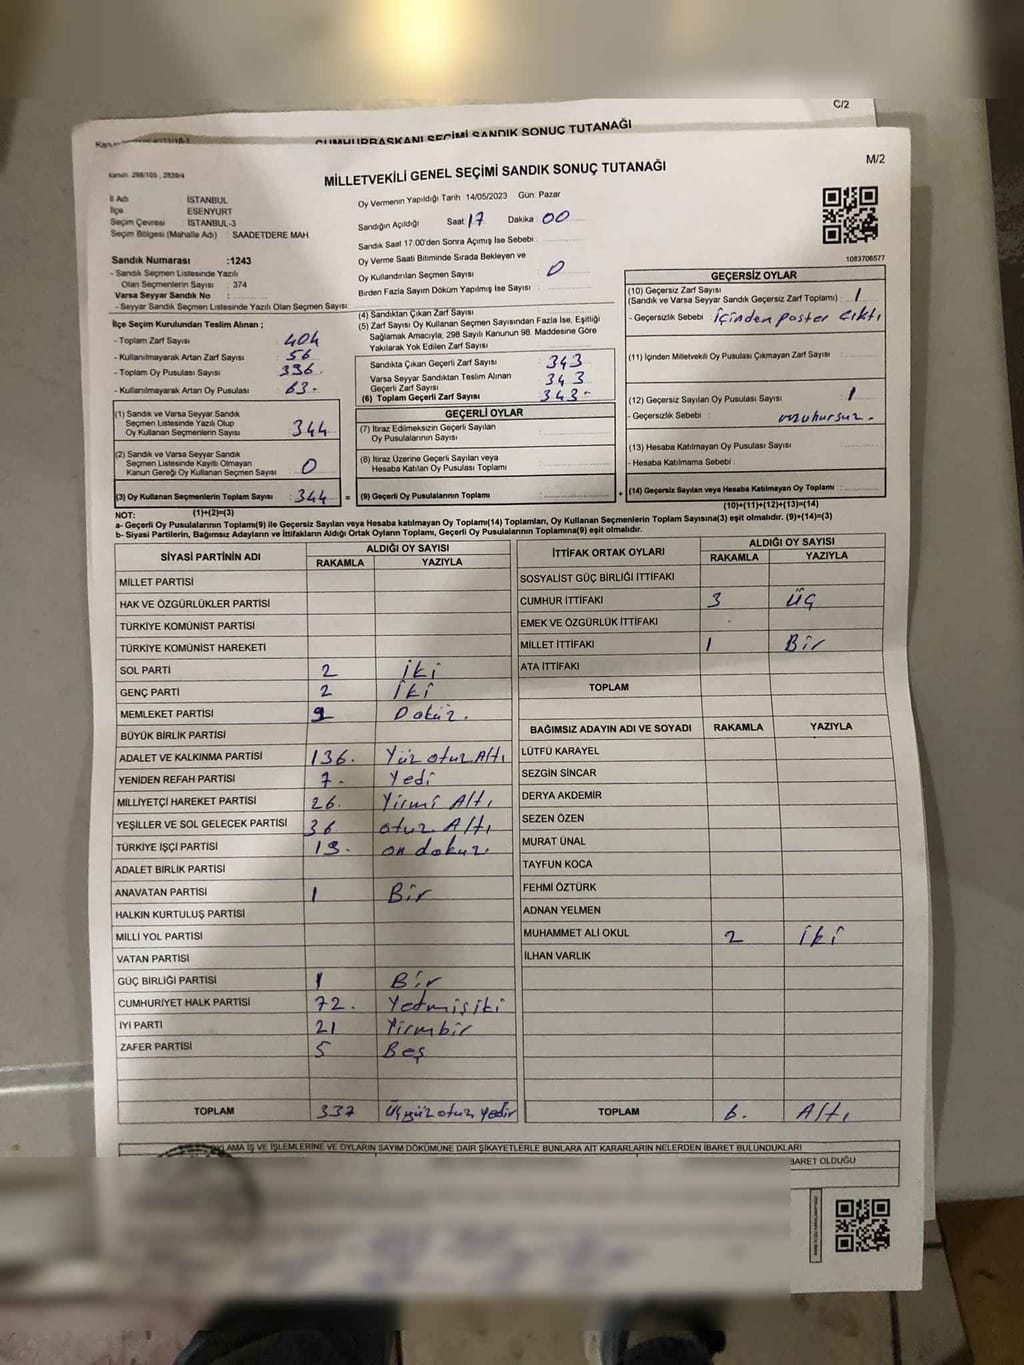 C/2
CUMHURBAŞKANI SEÇİMİ SANDIK SONUÇ TUTANAĞI
M/2
MİLLETVEKİLİ GENEL SEÇİMİ SANDIK SONUÇ TUTANAĞI
İl Adı İSTANBUL
İlçe ESENYURT
Seçim Çevresi İSTANBUL-3
Seçim Bölgesi (Mahalle Adı) SAADETDERE MAH
Sandık Numarası :1243
- Sandık Seçmen Listesinde Yazılı
Olan Seçmenlerin Sayısı : 374
Varsa Seyyar Sandık No :
- Seyyar Sandık Seçmen Listesinde Yazılı Olan Seçmen Sayısı:
Oy Vermenin Yapıldığı Tarih 14/05/2023 Gün: Pazar
Sandığın Açıldığı Saat 17 Dakika 00
Sandık Saat 17.00'den Sonra Açımış İse Sebebi :
Oy Verme Saati Bitiminde Sırada Bekleyen ve
Oy Kullandırılan Seçmen Sayısı : 0
Birden Fazla Sayım Döküm Yapılmış İse Sayısı :
1083706577
İlçe Seçim Kurulundan Teslim Alınan ;
- Toplam Zarf Sayısı : 404
- Kullanılmayarak Artan Zarf Sayısı : 56
- Toplam Oy Pusulası Sayısı : 336.
- Kullanılmayarak Artan Oy Pusulası : 63-
(1) Sandık ve Varsa Seyyar Sandık
Seçmen Listesinde Yazılı Olup
Oy Kullanan Seçmenlerin Sayısı : 344
(2) Sandık ve Varsa Seyyar Sandık
Seçmen Listesinde Kayıtlı Olmayan
Kanun Gereği Oy Kullanan Seçmen Sayısı : 0
(3) Oy Kullanan Seçmenlerin Toplam Sayısı : 344 =
(1)+(2)=(3)
(4) Sandıktan Çıkan Zarf Sayısı :
(5) Zarf Sayısı Oy Kullanan Seçmen Sayısından Fazla İse, Eşitliği
Sağlamak Amacıyla, 298 Sayılı Kanunun 98. Maddesine Göre
Yakılarak Yok Edilen Zarf Sayısı :
Sandıkta Çıkan Geçerli Zarf Sayısı : 343
Varsa Seyyar Sandıktan Teslim Alınan
Geçerli Zarf Sayısı : 343
(6) Toplam Geçerli Zarf Sayısı : 343-
GEÇERLİ OYLAR
(7) İtiraz Edilmeksizin Geçerli Sayılan
Oy Pusulalarının Sayısı :
(8) İtiraz Üzerine Geçerli Sayılan veya
Hesaba Katılan Oy Pusulası Toplamı :
(9) Geçerli Oy Pusulalarının Toplamı : +
GEÇERSİZ OYLAR
(10) Geçersiz Zarf Sayısı
(Sandık ve Varsa Seyyar Sandık Geçersiz Zarf Toplamı) : 1
- Geçersizlik Sebebi : içinden paster çıktı
(11) İçinden Milletvekili Oy Pusulası Çıkmayan Zarf Sayısı :
(12) Geçersiz Sayılan Oy Pusulası Sayısı : 1
- Geçersizlik Sebebi : mühürsuz.
(13) Hesaba Katılmayan Oy Pusulası Sayısı :
- Hesaba Katılmama Sebebi :
(14) Geçersiz Sayılan veya Hesaba Katılmayan Oy Toplamı :
(10)+(11)+(12)+(13)=(14)
NOT:
a- Geçerli Oy Pusulalarının Toplamı(9) ile Geçersiz Sayılan veya Hesaba katılmayan Oy Toplamı(14) Toplamları, Oy Kullanan Seçmenlerin Toplam Sayısına(3) eşit olmalıdır. (9)+(14)=(3)
b- Siyasi Partilerin, Bağımsız Adayların ve İttifakların Aldığı Ortak Oyların Toplamı, Geçerli Oy Pusulalarının Toplamına(9) eşit olmalıdır.
SİYASİ PARTİNİN ADI ALDIĞI OY SAYISI
RAKAMLA YAZIYLA
MİLLET PARTİSİ
HAK VE ÖZGÜRLÜKLER PARTİSİ
TÜRKİYE KOMÜNİST PARTİSİ
TÜRKİYE KOMÜNİST HAREKETİ
SOL PARTİ 2 İki
GENÇ PARTİ 2 İki
MEMLEKET PARTİSİ 9 Dokuz.
BÜYÜK BİRLİK PARTİSİ
ADALET VE KALKINMA PARTİSİ 136. Yüz otuz Altı
YENİDEN REFAH PARTİSİ 7. Yedi
MİLLİYETÇİ HAREKET PARTİSİ 26. Yirmi Altı
YEŞİLLER VE SOL GELECEK PARTİSİ 36 otuz Altı
TÜRKİYE İŞÇİ PARTİSİ 19. on dokuz.
ADALET BİRLİK PARTİSİ
ANAVATAN PARTİSİ 1 Bir
HALKIN KURTULUŞ PARTİSİ
MİLLİ YOL PARTİSİ
VATAN PARTİSİ
GÜÇ BİRLİĞİ PARTİSİ 1 Bir
CUMHURİYET HALK PARTİSİ 72. Yetmişiki
İYİ PARTİ 21 Yirmbir
ZAFER PARTİSİ 5 Beş
TOPLAM 337 Üçyüz otuz yedir
İTTİFAK ORTAK OYLARI ALDIĞI OY SAYISI
RAKAMLA YAZIYLA
SOSYALİST GÜÇ BİRLİĞİ İTTİFAKI
CUMHUR İTTİFAKI 3 Üç
EMEK VE ÖZGÜRLÜK İTTİFAKI -
MİLLET İTTİFAKI 1 Bir
ATA İTTİFAKI
TOPLAM
BAĞIMSIZ ADAYIN ADI VE SOYADI RAKAMLA YAZIYLA
LÜTFÜ KARAYEL
SEZGİN SİNCAR
DERYA AKDEMİR
SEZEN ÖZEN
MURAT ÜNAL
TAYFUN KOCA
FEHMİ ÖZTÜRK
ADNAN YELMEN
MUHAMMET ALİ OKUL 2 iki
İLHAN VARLIK
TOPLAM 6. Altı
LAMA İŞ VE İŞLEMLERİNE VE OYLARIN SAYIM DÖKÜMÜNE DAİR ŞİKAYETLERLE BUNLARA AİT KARARLARIN NELERDEN İBARET BULUNDUKLARI
BARET OLDUĞU